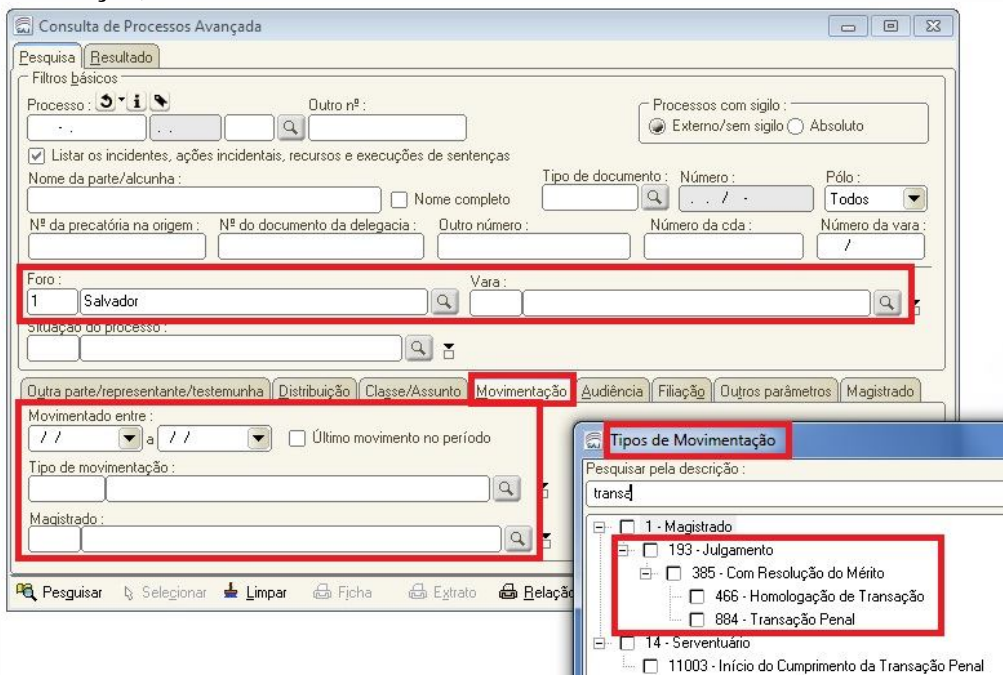 Consulta de Processos Avançada
Pesquisa Resultado
Filtros básicos
Processo : Outro nº : Processos com sigilo :
- . . . Externo/sem sigilo Absoluto
Listar os incidentes, ações incidentais, recursos e execuções de sentenças
Nome da parte/alcunha : Tipo de documento : Número : Pólo :
Nome completo . . / - Todos
Nº da precatória na origem : Nº do documento da delegacia : Outro número : Número da cda : Número da vara :
/
Foro : Vara :
1 Salvador
Situação do processo :
Outra parte/representante/testemunha Distribuição Classe/Assunto Movimentação Audiência Filiação Outros parâmetros Magistrado
Movimentado entre :
/ / a / / Último movimento no período
Tipo de movimentação :
Magistrado :
Pesquisar Selecionar Limpar Ficha Extrato Relação
Tipos de Movimentação
Pesquisar pela descrição :
transa
1 - Magistrado
193 - Julgamento
385 - Com Resolução do Mérito
466 - Homologação de Transação
884 - Transação Penal
14 - Serventuário
11003 - Início do Cumprimento da Transação Penal